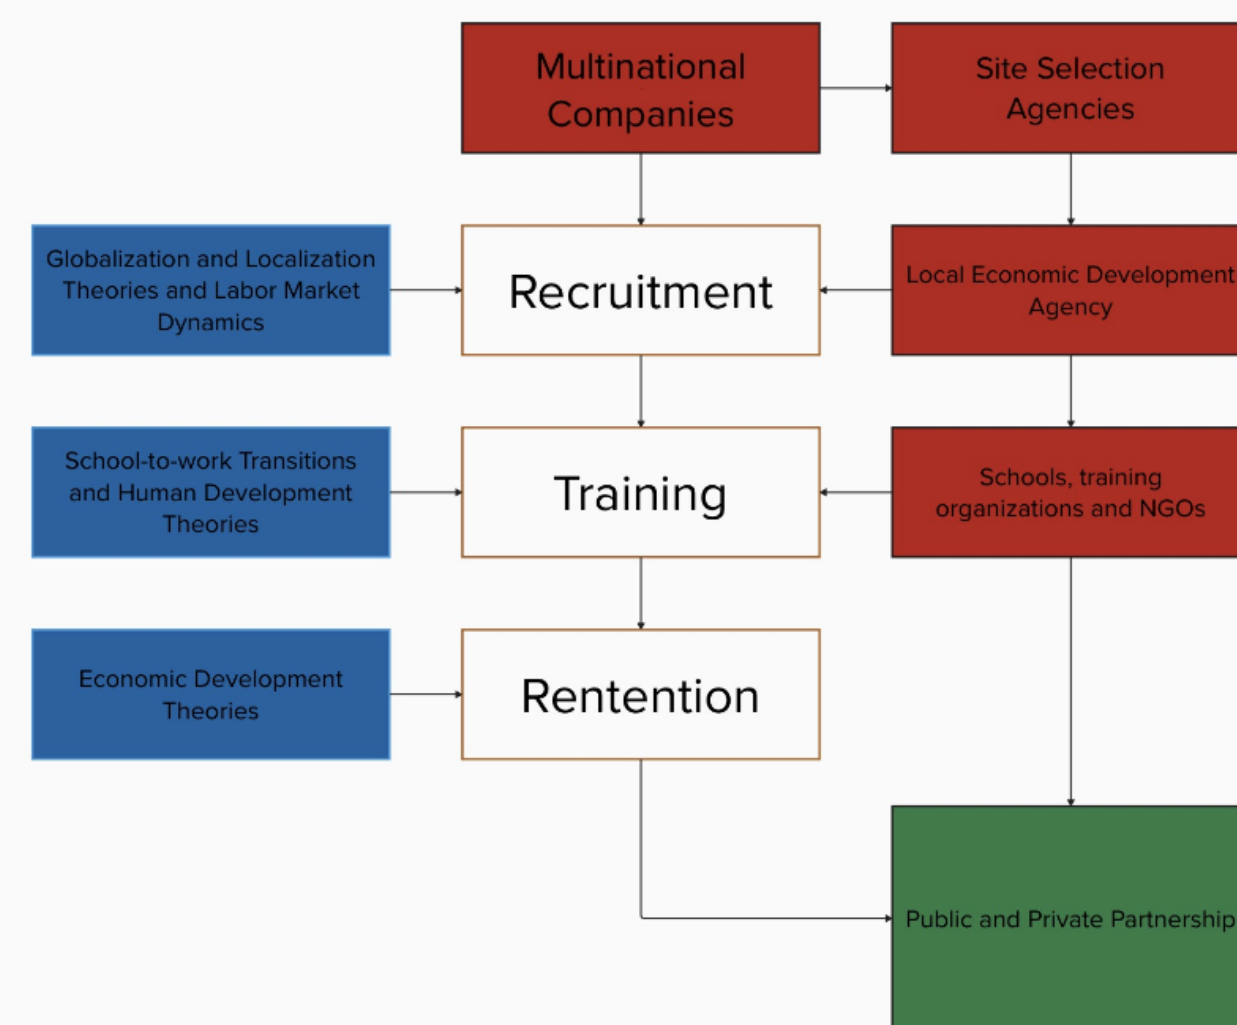 Multinational
Companies
Site Selection
Agencies
Globalization and Localization
Theories and Labor Market
Dynamics
Recruitment
Local Economic Development
Agency
School-to-work Transitions
and Human Development
Theories
Training
Schools, training
organizations and NGOs
Economic Development
Theories
Rentention
Public and Private Partnership